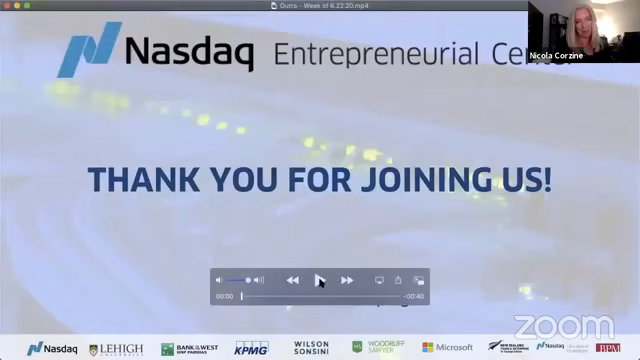 Outro - Week of 6.22.20.mp4
Nasdaq Entrepreneurial Cent
Nicola Corzine
THANK YOU FOR JOINING US!
00:00
-00:40
zoom
Nasdaq
LEHIGH
UNIVERSITY
BANK OF THE WEST
BNP PARIBAS
KPMG
WILSON
SONSINI
WOODRUFF
SAWYER
Microsoft
NEW ZEALAND
TRADE & ENTERPRISE
Nasdaq
BPM